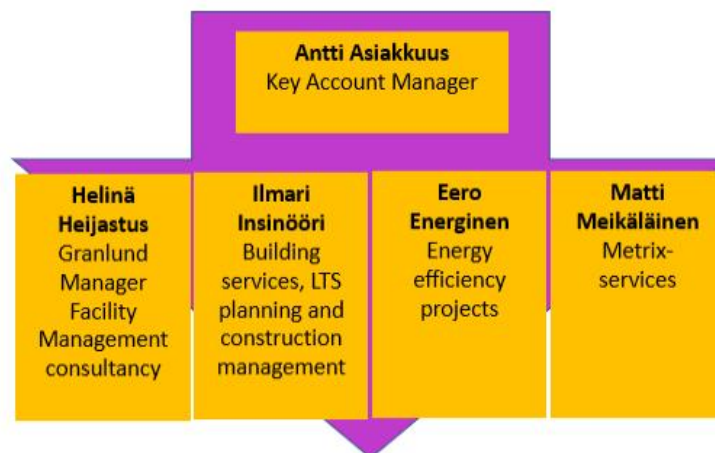 Antti Asiakkuus
Key Account Manager
Helinä
Heijastus
Granlund
Manager
Facility
Management
consultancy
Ilmari
Insinööri
Building
services, LTS
planning and
construction
management
Eero
Energinen
Energy
efficiency
projects
Matti
Meikäläinen
Metrix-
services